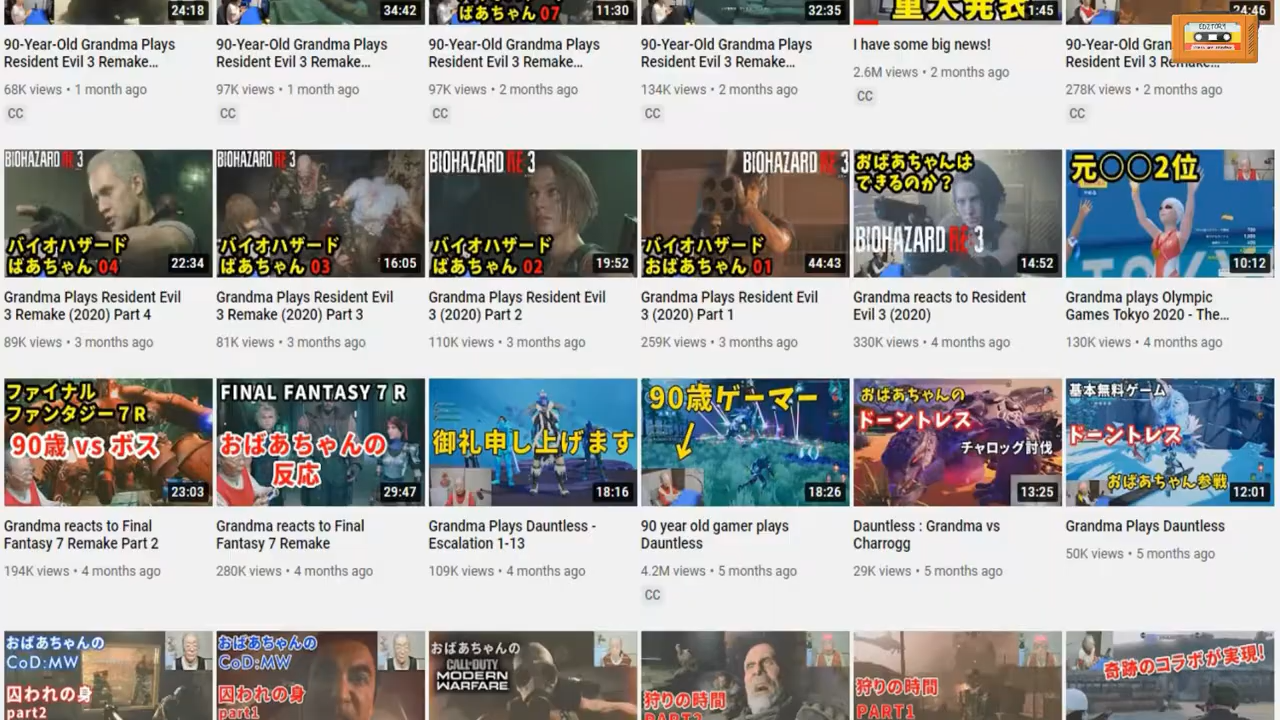 24:18
34:42
ばあちゃん 07
11:30
32:35
重大発表
1:45
24:46
90-Year-Old Grandma Plays
Resident Evil 3 Remake...
68K views • 1 month ago
CC
90-Year-Old Grandma Plays
Resident Evil 3 Remake...
97K views • 1 month ago
CC
90-Year-Old Grandma Plays
Resident Evil 3 Remake...
97K views • 2 months ago
CC
90-Year-Old Grandma Plays
Resident Evil 3 Remake...
134K views • 2 months ago
CC
I have some big news!
2.6M views • 2 months ago
CC
90-Year-Old Gran
Resident Evil 3 Remake...
278K views • 2 months ago
CC
BIOHAZARD RE 3
バイオハザード
ばあちゃん 04
22:34
Grandma Plays Resident Evil
3 Remake (2020) Part 4
89K views • 3 months ago
BIOHAZARD RE 3
バイオハザード
ばあちゃん 03
16:05
Grandma Plays Resident Evil
3 Remake (2020) Part 3
81K views • 3 months ago
BIOHAZARD RE 3
バイオハザード
ばあちゃん 02
19:52
Grandma Plays Resident Evil
3 (2020) Part 2
110K views • 3 months ago
BIOHAZARD RE 3
バイオハザード
おばあちゃん 01
44:43
Grandma Plays Resident Evil
3 (2020) Part 1
259K views • 3 months ago
おばあちゃんは
できるのか?
BIOHAZARD RE 3
14:52
Grandma reacts to Resident
Evil 3 (2020)
330K views • 4 months ago
元〇〇2位
TOKY
10:12
Grandma plays Olympic
Games Tokyo 2020 - The...
130K views • 4 months ago
ファイナル
ファンタジー7R
90歳 vs ボス
23:03
Grandma reacts to Final
Fantasy 7 Remake Part 2
194K views • 4 months ago
FINAL FANTASY 7 R
おばあちゃんの
反応
29:47
Grandma reacts to Final
Fantasy 7 Remake
280K views • 4 months ago
御礼申し上げます
18:16
Grandma Plays Dauntless -
Escalation 1-13
109K views • 4 months ago
90歳ゲーマー
18:26
90 year old gamer plays
Dauntless
4.2M views • 5 months ago
CC
おばあちゃんの
ドーントレス
チャロッグ討伐
13:25
Dauntless : Grandma vs
Charrogg
29K views • 5 months ago
基本無料ゲーム
ドーントレス
おばあちゃん参戦
12:01
Grandma Plays Dauntless
50K views • 5 months ago
おばあちゃんの
CoD:MW
囚われの身
part2
おばあちゃんの
CoD:MW
囚われの身
part1
おばあちゃんの
CALL OF DUTY
MODERN
WARFARE
狩りの時間
PART2
狩りの時間
PART1
奇跡のコラボが実現!